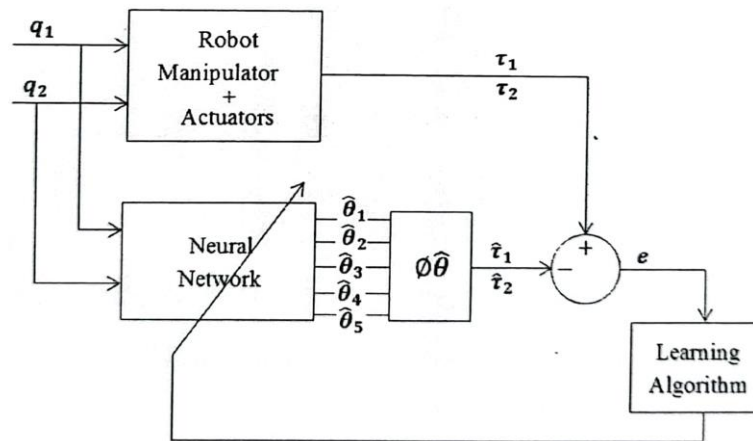 q₁
Robot
Manipulator
+
Actuators
q₂
τ₁
τ₂
Neural
Network
θ̂₁
θ̂₂
θ̂₃
θ̂₄
θ̂₅
∅θ̂
τ̂₁
τ̂₂
+
-
e
Learning
Algorithm